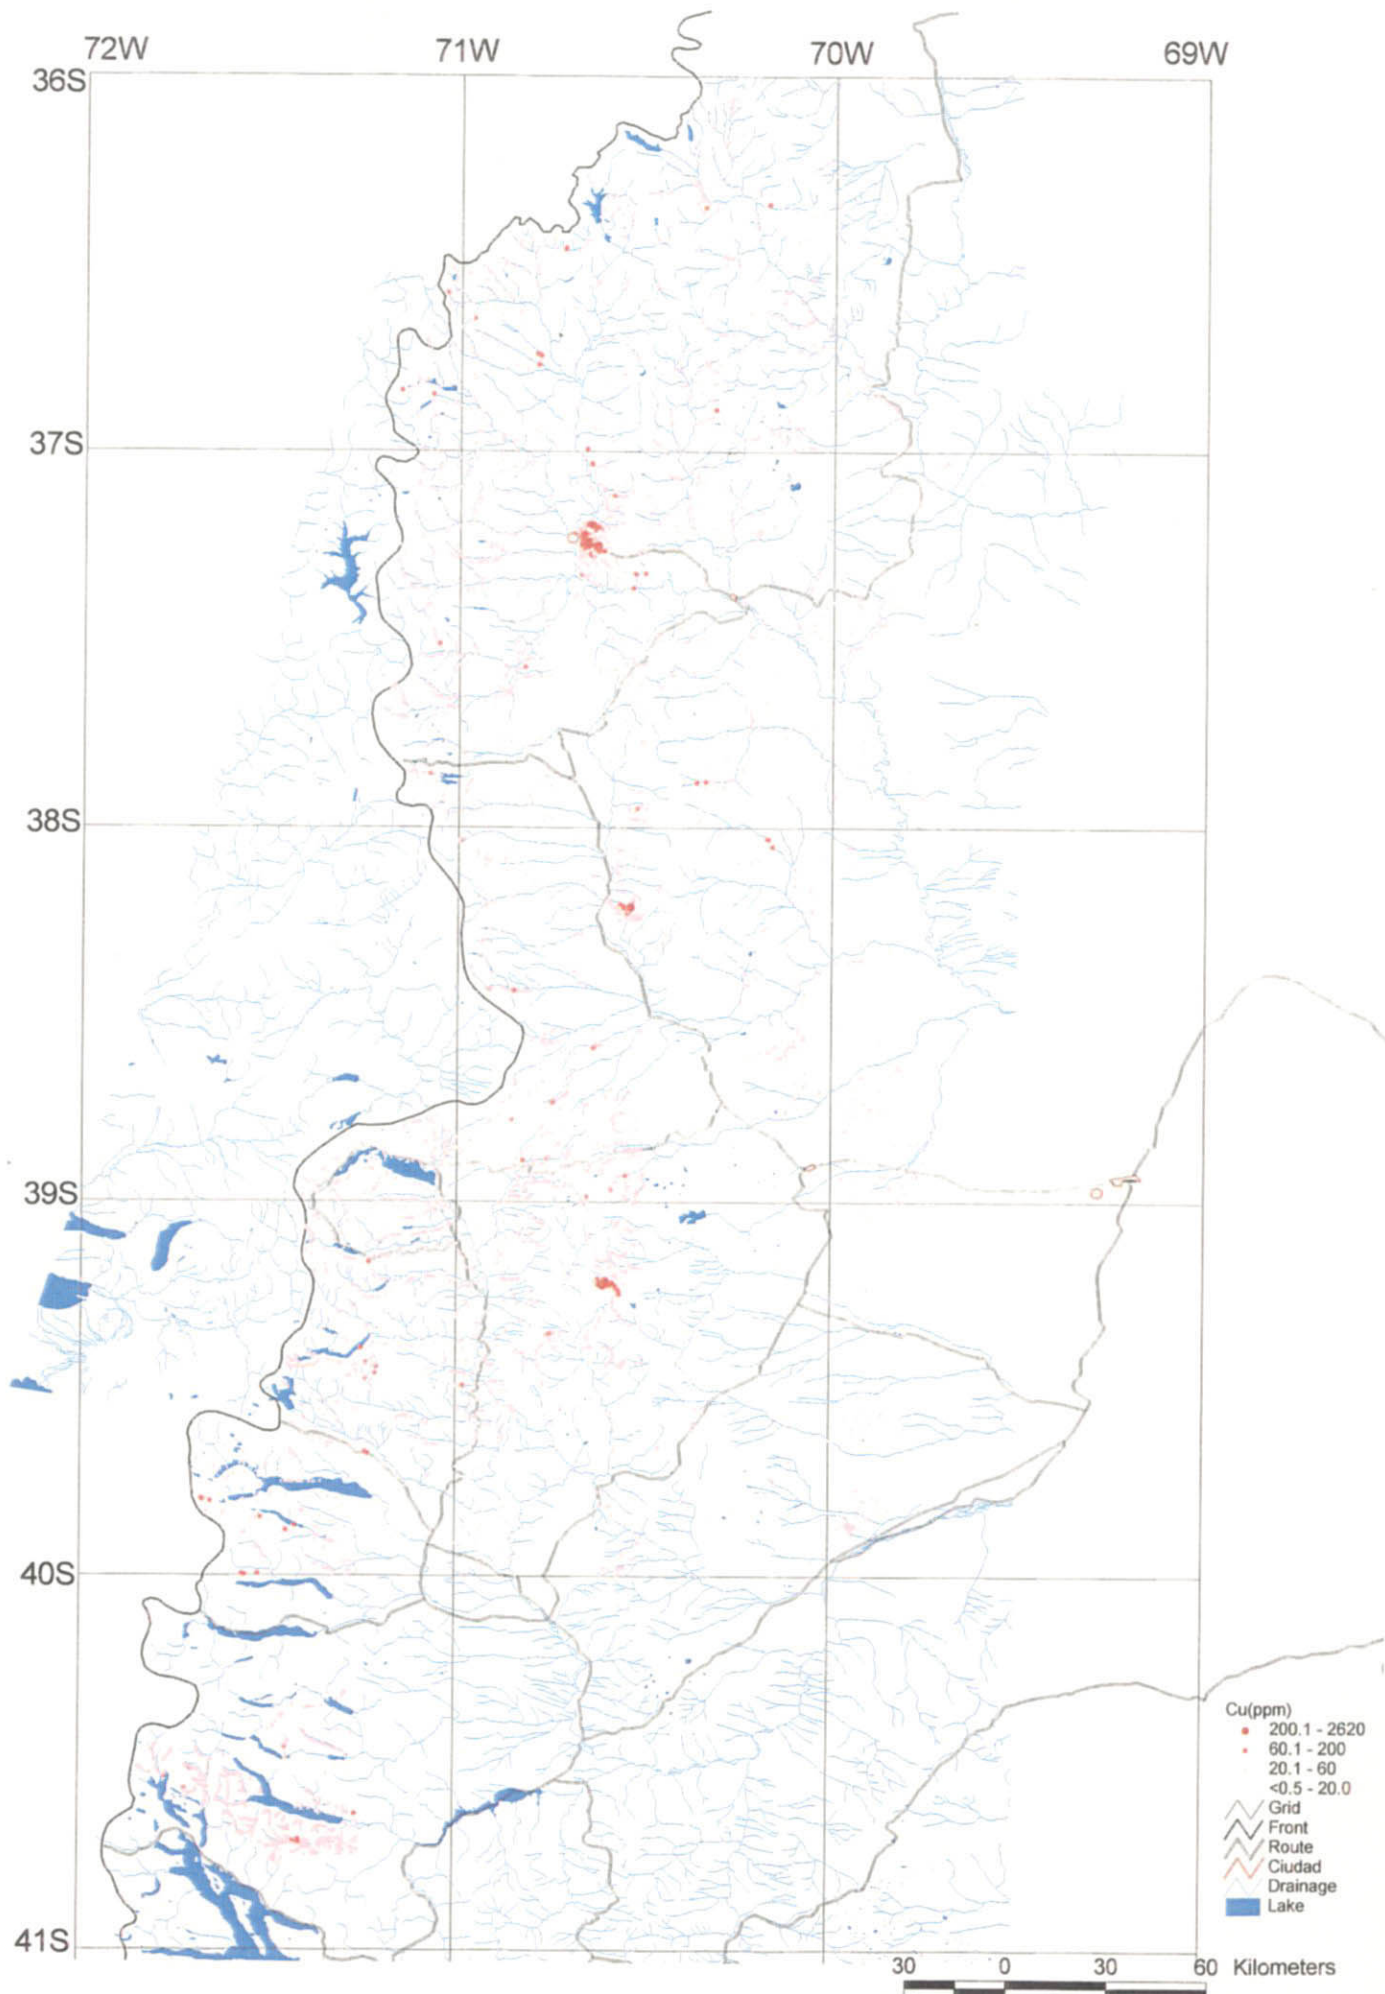 72W 71W 70W 69W
36S
37S
38S
39S
40S
41S
Cu(ppm)
200.1 - 2620
60.1 - 200
20.1 - 60
<0.5 - 20.0
Grid
Front
Route
Ciudad
Drainage
Lake
30 0 30 60 Kilometers